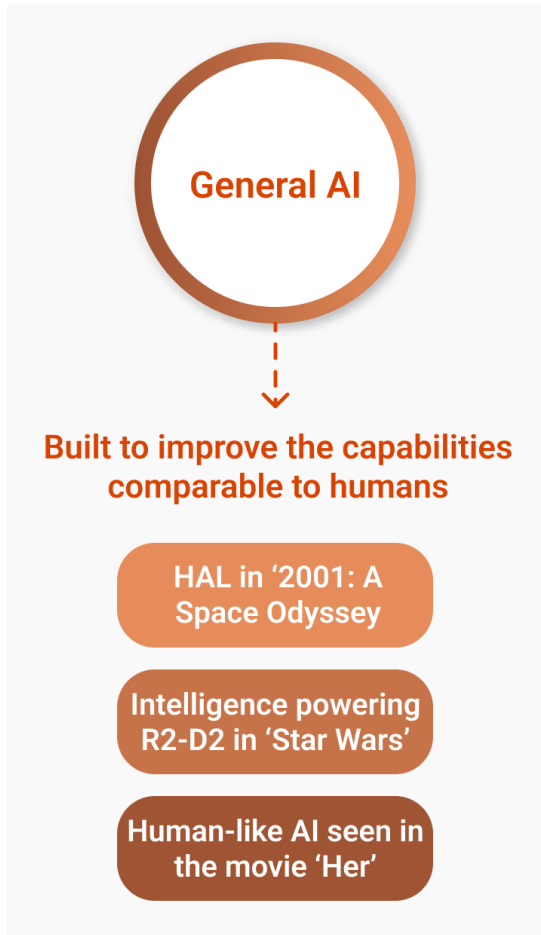 General AI
Built to improve the capabilities
comparable to humans
HAL in ‘2001: A
Space Odyssey
Intelligence powering
R2-D2 in ‘Star Wars’
Human-like AI seen in
the movie ‘Her’